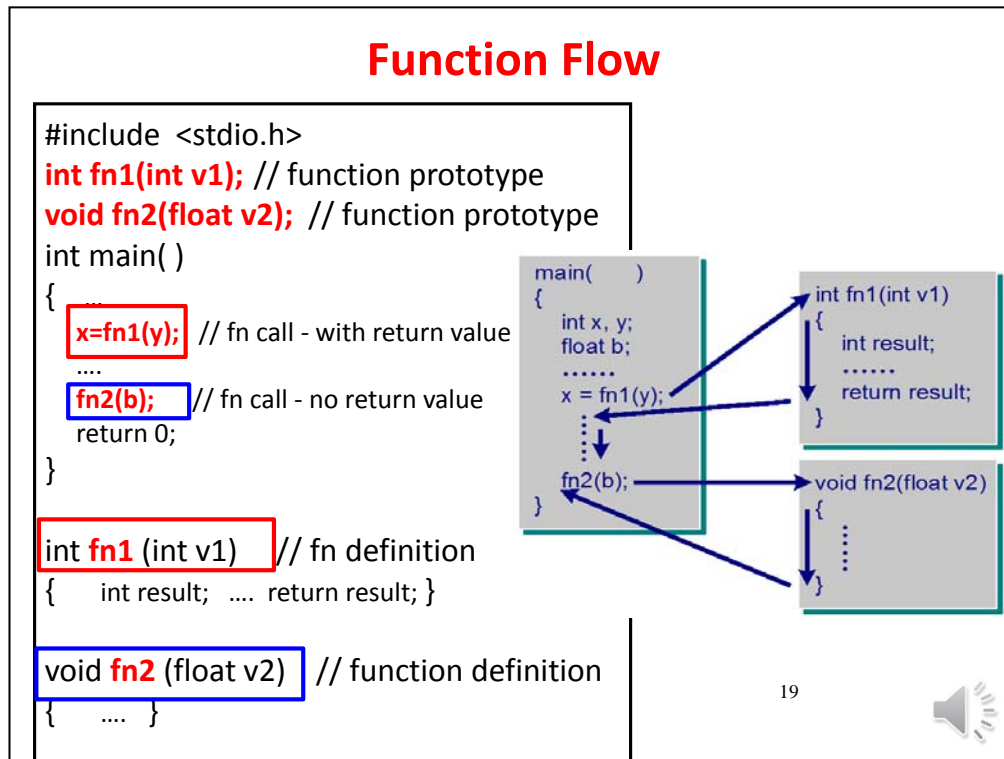 Function Flow
#include <stdio.h>
int fn1(int v1); // function prototype
void fn2(float v2); // function prototype
int main( )
{ ...
x=fn1(y); // fn call - with return value
....
fn2(b); // fn call - no return value
return 0;
}
int fn1 (int v1) // fn definition
{ int result; .... return result; }
void fn2 (float v2) // function definition
{ .... }
main( )
{
int x, y;
float b;
......
x = fn1(y);
fn2(b);
}
int fn1(int v1)
{
int result;
......
return result;
}
void fn2(float v2)
{
}
19